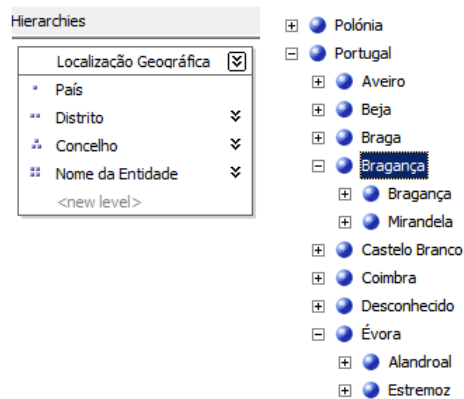 Hierarchies
Localização Geográfica
País
Distrito
Concelho
Nome da Entidade
<new level>
Polónia
Portugal
Aveiro
Beja
Braga
Bragança
Bragança
Mirandela
Castelo Branco
Coimbra
Desconhecido
Évora
Alandroal
Estremoz